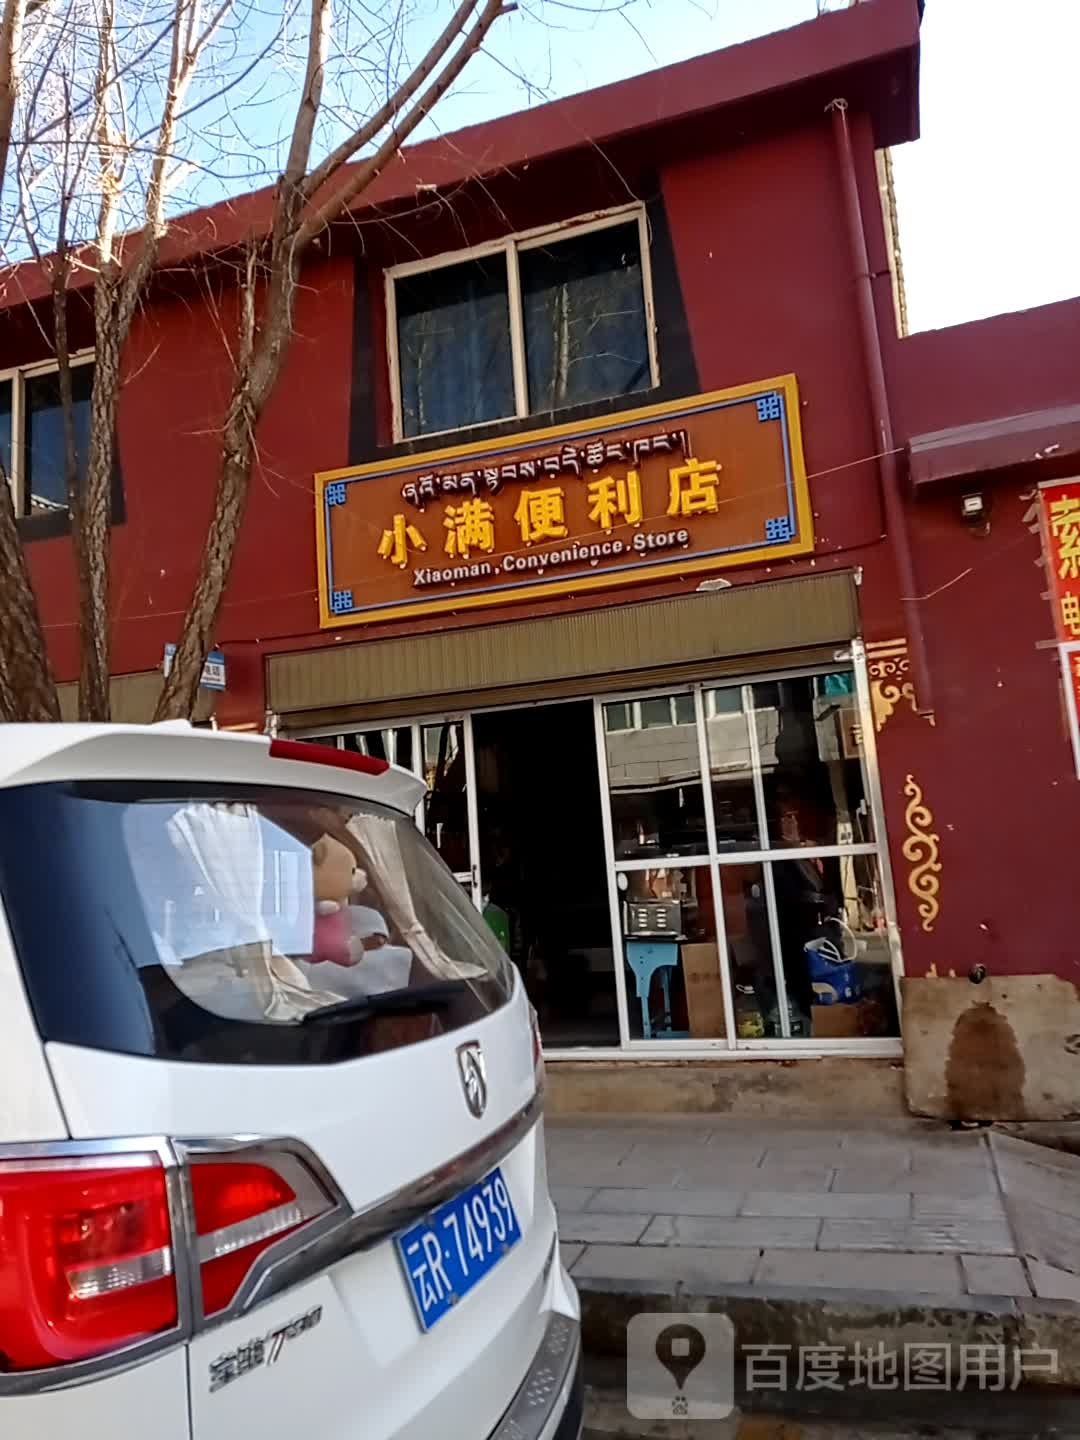 ཞའོ་མན་སྟབས་བདེ་ཚོང་ཁང་།
小满便利店
Xiaoman Convenience Store
云R·74939
百度地图用户